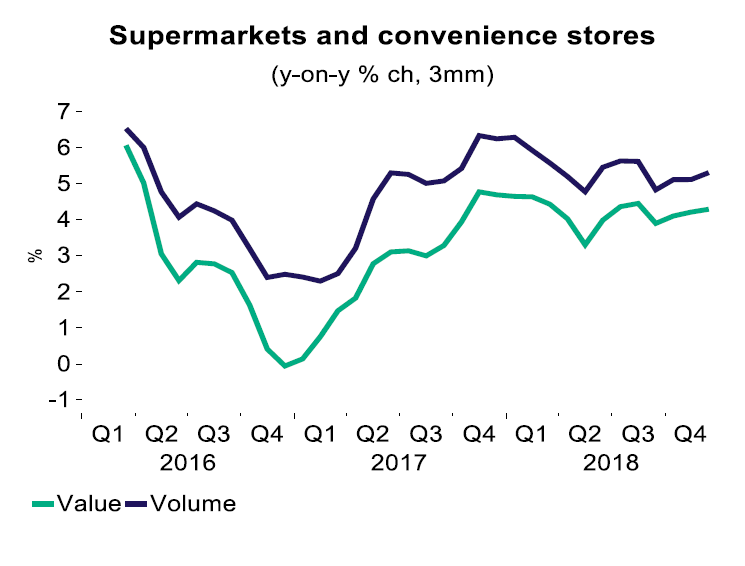 Supermarkets and convenience stores
(y-on-y % ch, 3mm)
7
6
5
4
3
2
1
0
-1
%
Q1 Q2 Q3 Q4 Q1 Q2 Q3 Q4 Q1 Q2 Q3 Q4
2016 2017 2018
Value Volume